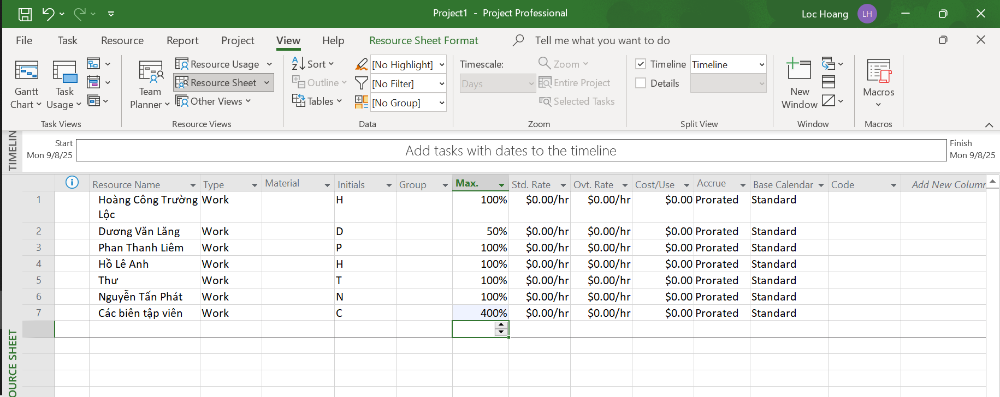 Project1 - Project Professional
Loc Hoang
LH
File Task Resource Report Project View Help Resource Sheet Format Tell me what you want to do
Gantt
Chart
Task
Usage
Task Views
Team
Planner
Resource Usage
Resource Sheet
Other Views
Resource Views
Sort
Outline
Tables
[No Highlight]
[No Filter]
[No Group]
Data
Timescale:
Days
Zoom
Entire Project
Selected Tasks
Zoom
Timeline Timeline
Details
Split View
New
Window
Window
Macros
Macros
TIMELIN
Start
Mon 9/8/25
Add tasks with dates to the timeline
Finish
Mon 9/8/25
Resource Name Type Material Initials Group Max. Std. Rate Ovt. Rate Cost/Use Accrue Base Calendar Code Add New Column
1 Hoàng Công Trường Work H 100% $0.00/hr $0.00/hr $0.00 Prorated Standard
Lộc
2 Dương Văn Lăng Work D 50% $0.00/hr $0.00/hr $0.00 Prorated Standard
3 Phan Thanh Liêm Work P 100% $0.00/hr $0.00/hr $0.00 Prorated Standard
4 Hồ Lê Anh Work H 100% $0.00/hr $0.00/hr $0.00 Prorated Standard
5 Thư Work T 100% $0.00/hr $0.00/hr $0.00 Prorated Standard
6 Nguyễn Tấn Phát Work N 100% $0.00/hr $0.00/hr $0.00 Prorated Standard
7 Các biên tập viên Work C 400% $0.00/hr $0.00/hr $0.00 Prorated Standard
OURCE SHEET